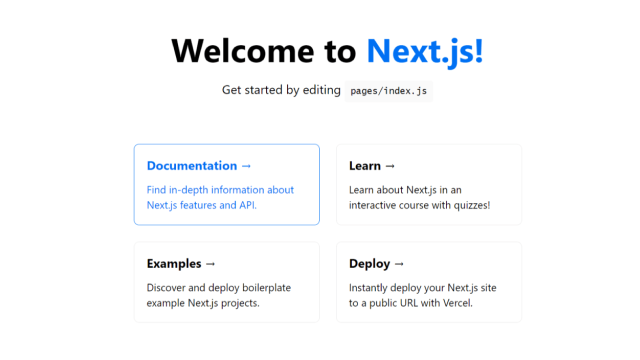 Welcome to Next.js!
Get started by editing pages/index.js
Documentation →
Find in-depth information about
Next.js features and API.
Learn →
Learn about Next.js in an
interactive course with quizzes!
Examples →
Discover and deploy boilerplate
example Next.js projects.
Deploy →
Instantly deploy your Next.js site
to a public URL with Vercel.